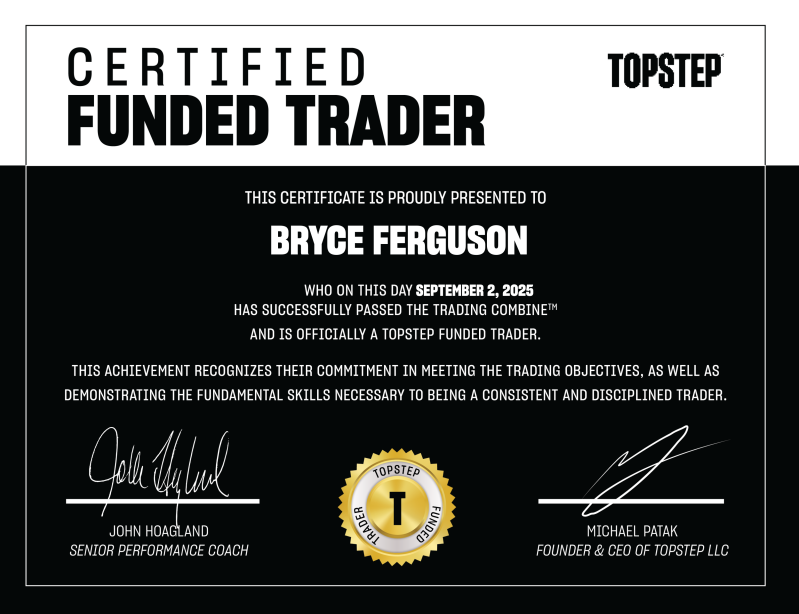 CERTIFIED
FUNDED TRADER
TOPSTEP
THIS CERTIFICATE IS PROUDLY PRESENTED TO
BRYCE FERGUSON
WHO ON THIS DAY SEPTEMBER 2, 2025
HAS SUCCESSFULLY PASSED THE TRADING COMBINE™
AND IS OFFICIALLY A TOPSTEP FUNDED TRADER.
THIS ACHIEVEMENT RECOGNIZES THEIR COMMITMENT IN MEETING THE TRADING OBJECTIVES, AS WELL AS
DEMONSTRATING THE FUNDAMENTAL SKILLS NECESSARY TO BEING A CONSISTENT AND DISCIPLINED TRADER.
John Hoagland
JOHN HOAGLAND
SENIOR PERFORMANCE COACH
TOPSTEP
FUNDED
TRADER
T
MICHAEL PATAK
FOUNDER & CEO OF TOPSTEP LLC